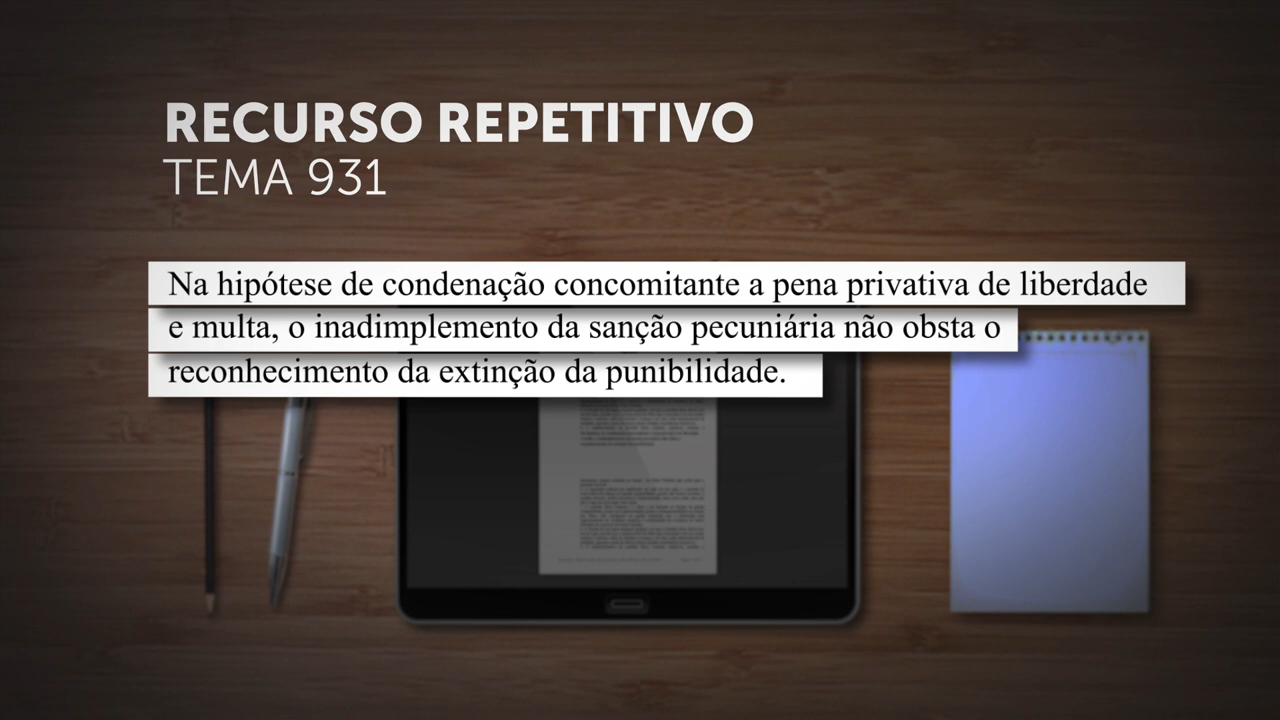 RECURSO REPETITIVO
TEMA 931
Na hipótese de condenação concomitante a pena privativa de liberdade
e multa, o inadimplemento da sanção pecuniária não obsta o
reconhecimento da extinção da punibilidade.